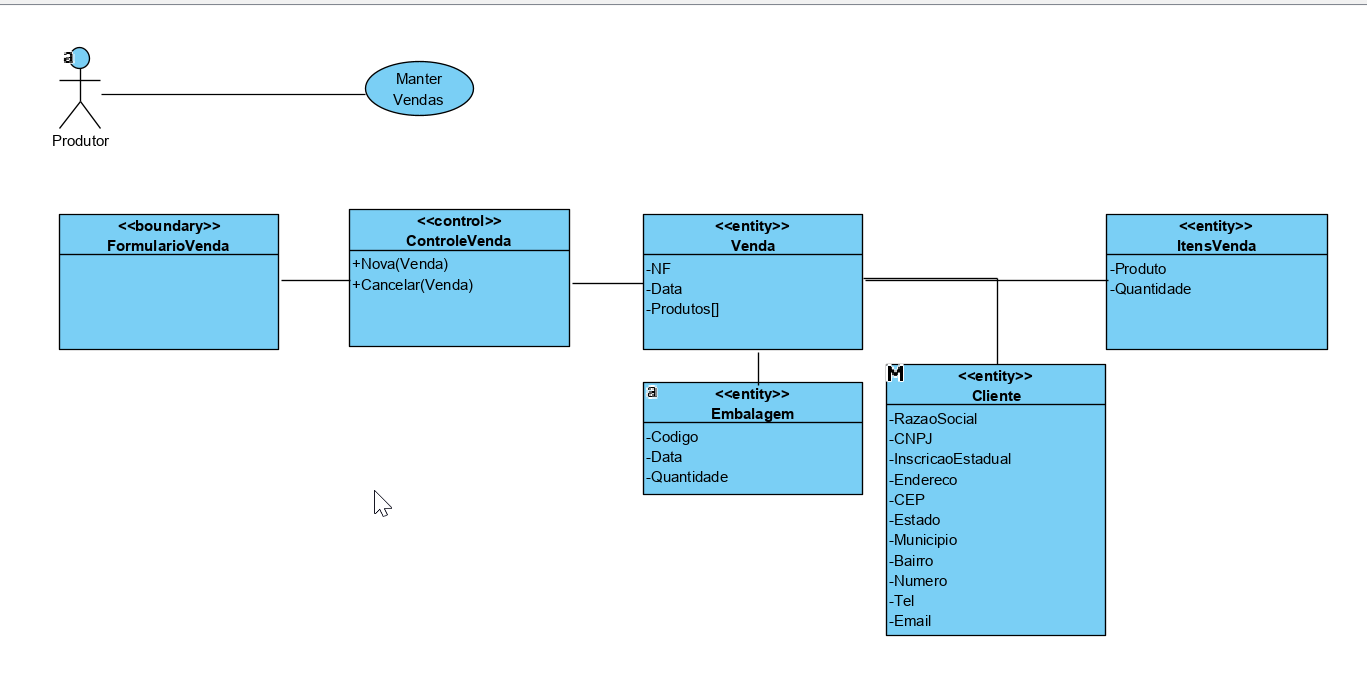 a
Manter
Vendas
Produtor
<<boundary>>
FormularioVenda
<<control>>
ControleVenda
+Nova(Venda)
+Cancelar(Venda)
<<entity>>
Venda
-NF
-Data
-Produtos[]
<<entity>>
ItensVenda
-Produto
-Quantidade
a
<<entity>>
Embalagem
-Codigo
-Data
-Quantidade
M
<<entity>>
Cliente
-RazaoSocial
-CNPJ
-InscricaoEstadual
-Endereco
-CEP
-Estado
-Municipio
-Bairro
-Numero
-Tel
-Email